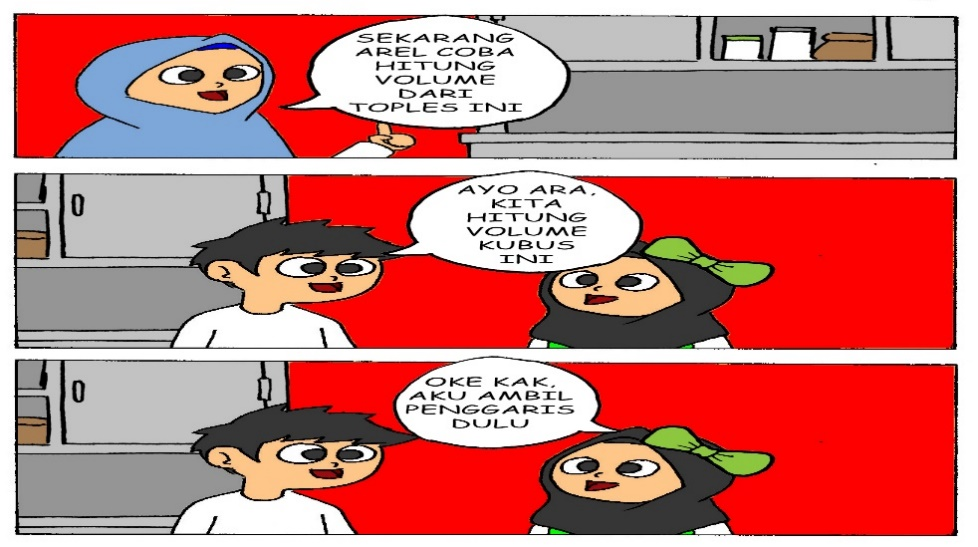 SEKARANG
AREL COBA
HITUNG
VOLUME
DARI
TOPLES INI
AYO ARA,
KITA
HITUNG
VOLUME
KUBUS
INI
OKE KAK,
AKU AMBIL
PENGGARIS
DULU